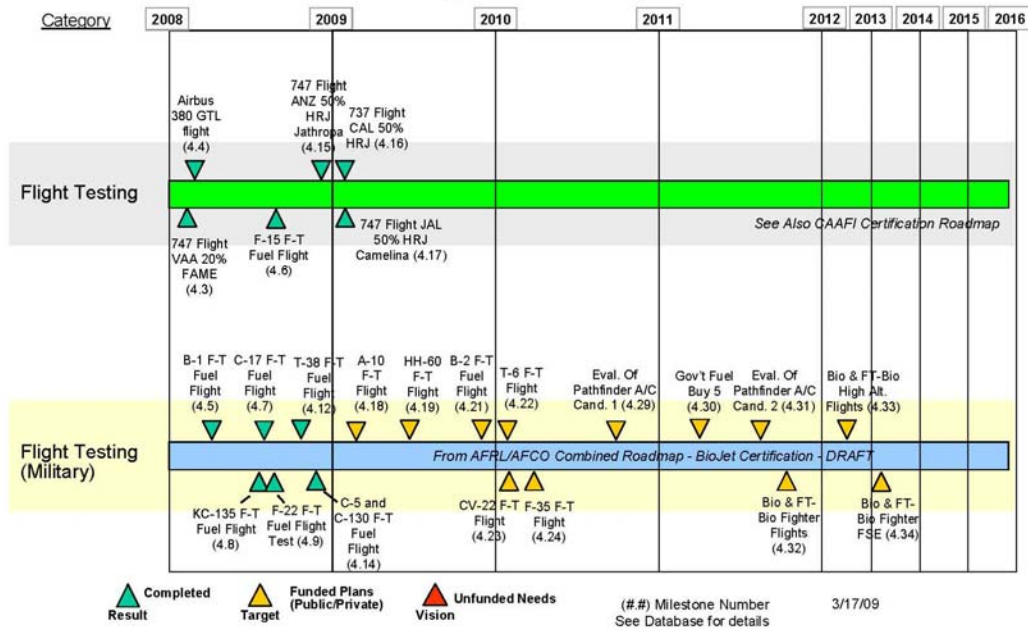 Category
2008
2009
2010
2011
2012
2013
2014
2015
2016
Airbus
380 GTL
flight
(4.4)
747 Flight
ANZ 50%
HRJ
Jathropa
(4.15)
737 Flight
CAL 50%
HRJ (4.16)
Flight Testing
See Also CAAFI Certification Roadmap
747 Flight
VAA 20%
FAME
(4.3)
F-15 F-T
Fuel Flight
(4.6)
747 Flight JAL
50% HRJ
Camelina (4.17)
B-1 F-T
Fuel
Flight
(4.5)
C-17 F-T
Fuel
Flight
(4.7)
T-38 F-T
Fuel
Flight
(4.12)
A-10
F-T
Flight
(4.18)
HH-60
F-T
Flight
(4.19)
B-2 F-T
Fuel
Flight
(4.21)
T-6 F-T
Flight
(4.22)
Eval. Of
Pathfinder A/C
Cand. 1 (4.29)
Gov't Fuel
Buy 5
(4.30)
Eval. Of
Pathfinder A/C
Cand. 2 (4.31)
Bio & FT-Bio
High Alt.
Flights (4.33)
Flight Testing
(Military)
From AFRL/AFCO Combined Roadmap - BioJet Certification - DRAFT
KC-135 F-T
Fuel Flight
(4.8)
F-22 F-T
Fuel Flight
Test (4.9)
C-5 and
C-130 F-T
Fuel
Flight
(4.14)
CV-22 F-T
Flight
(4.23)
F-35 F-T
Flight
(4.24)
Bio & FT-
Bio Fighter
Flights
(4.32)
Bio & FT-
Bio Fighter
FSE (4.34)
Completed
Result
Funded Plans
(Public/Private)
Target
Unfunded Needs
Vision
(#.#) Milestone Number
See Database for details
3/17/09